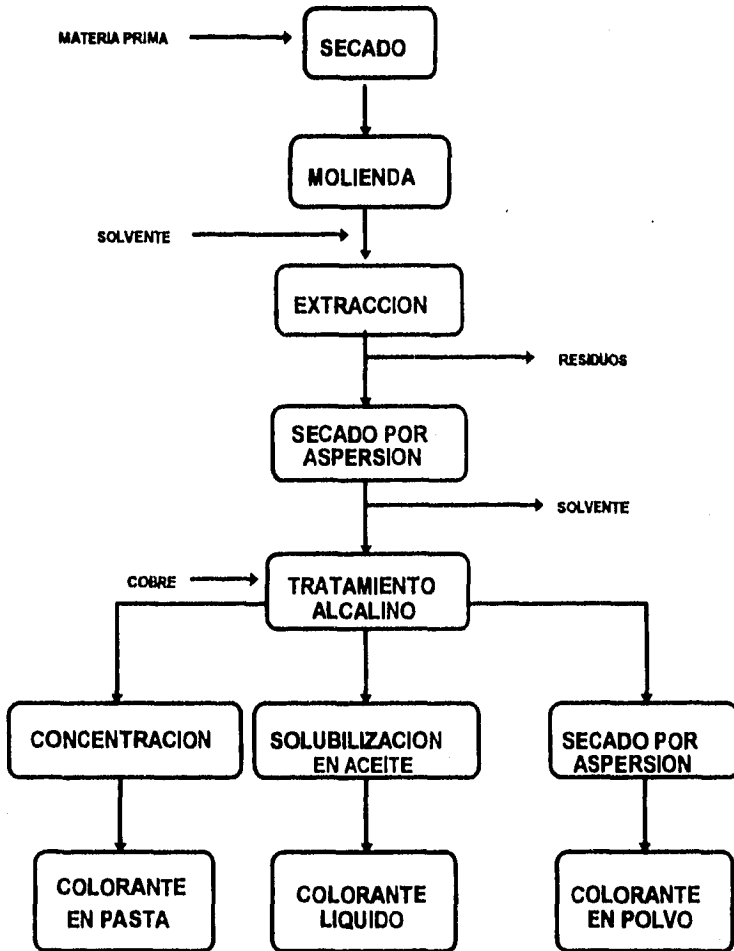 MATERIA PRIMA
SECADO
MOLIENDA
SOLVENTE
EXTRACCION
RESIDUOS
SECADO POR
ASPERSION
SOLVENTE
COBRE
TRATAMIENTO
ALCALINO
CONCENTRACION
SOLUBILIZACION
EN ACEITE
SECADO POR
ASPERSION
COLORANTE
EN PASTA
COLORANTE
LIQUIDO
COLORANTE
EN POLVO